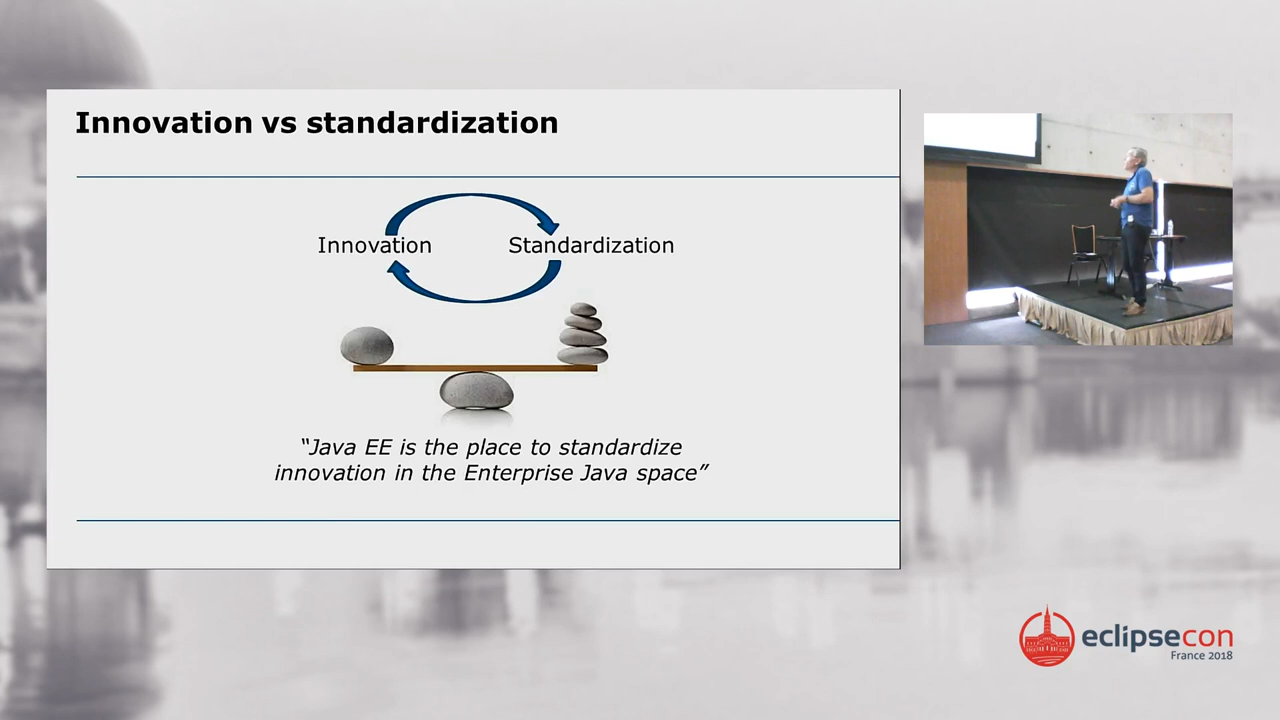 Innovation vs standardization
Innovation
Standardization
“Java EE is the place to standardize
innovation in the Enterprise Java space”
eclipsecon
France 2018